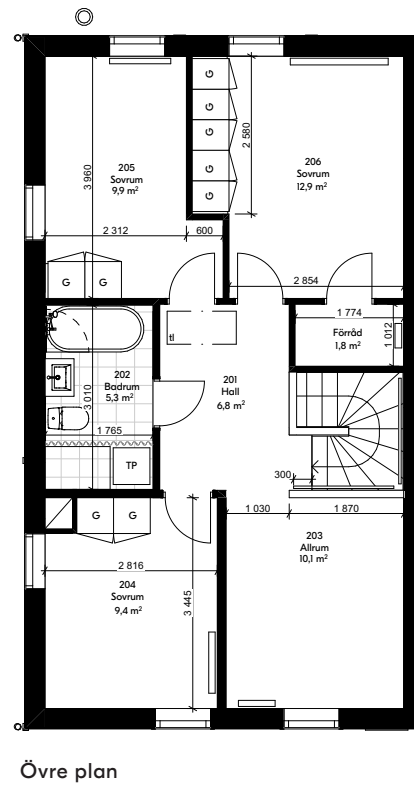 G
G
G
G
G
2 580
3 960
205
Sovrum
9,9 m²
206
Sovrum
12,9 m²
2 312
600
G
G
2 854
1 774
tl
Förråd
1,8 m²
1 012
202
Badrum
5,3 m²
3 010
201
Hall
6,8 m²
1 765
TP
300
G
G
1 030
1 870
203
Allrum
10,1 m²
2 816
204
Sovrum
9,4 m²
3 445
Övre plan